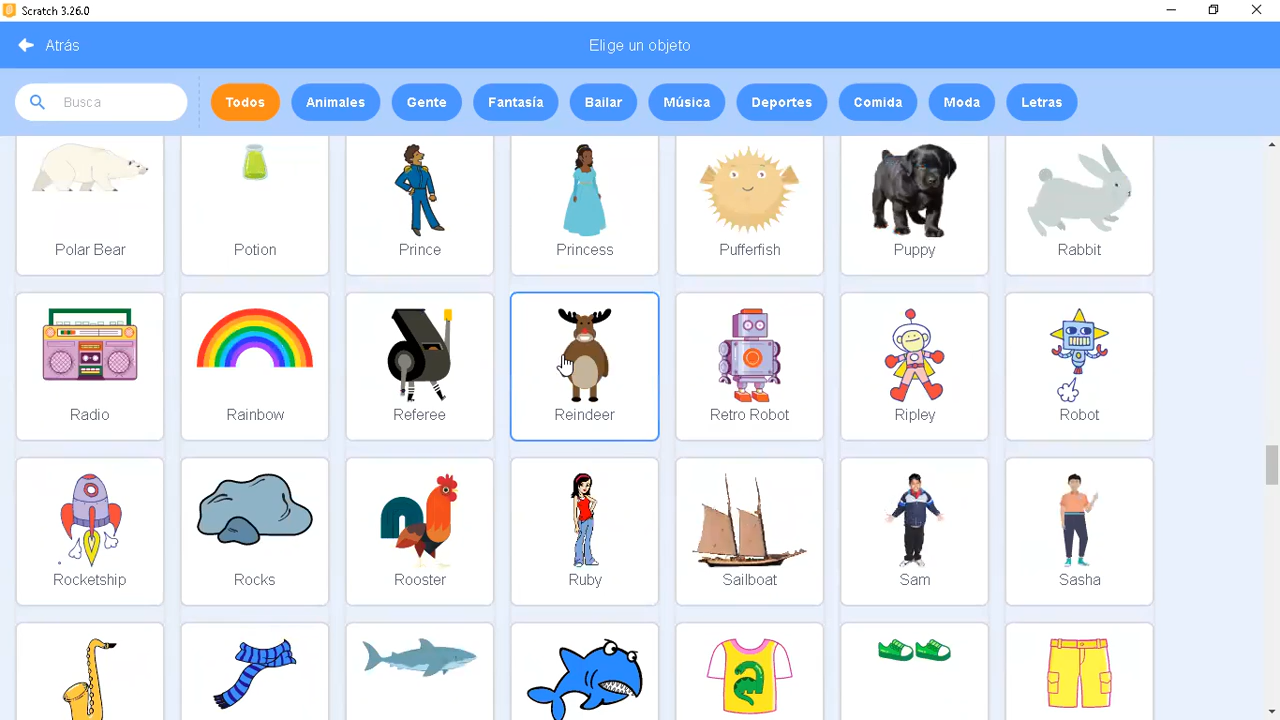 Scratch 3.26.0
Atrás
Elige un objeto
Busca
Todos
Animales
Gente
Fantasía
Bailar
Música
Deportes
Comida
Moda
Letras
Polar Bear
Potion
Prince
Princess
Pufferfish
Puppy
Rabbit
Radio
Rainbow
Referee
Reindeer
Retro Robot
Ripley
Robot
Rocketship
Rocks
Rooster
Ruby
Sailboat
Sam
Sasha